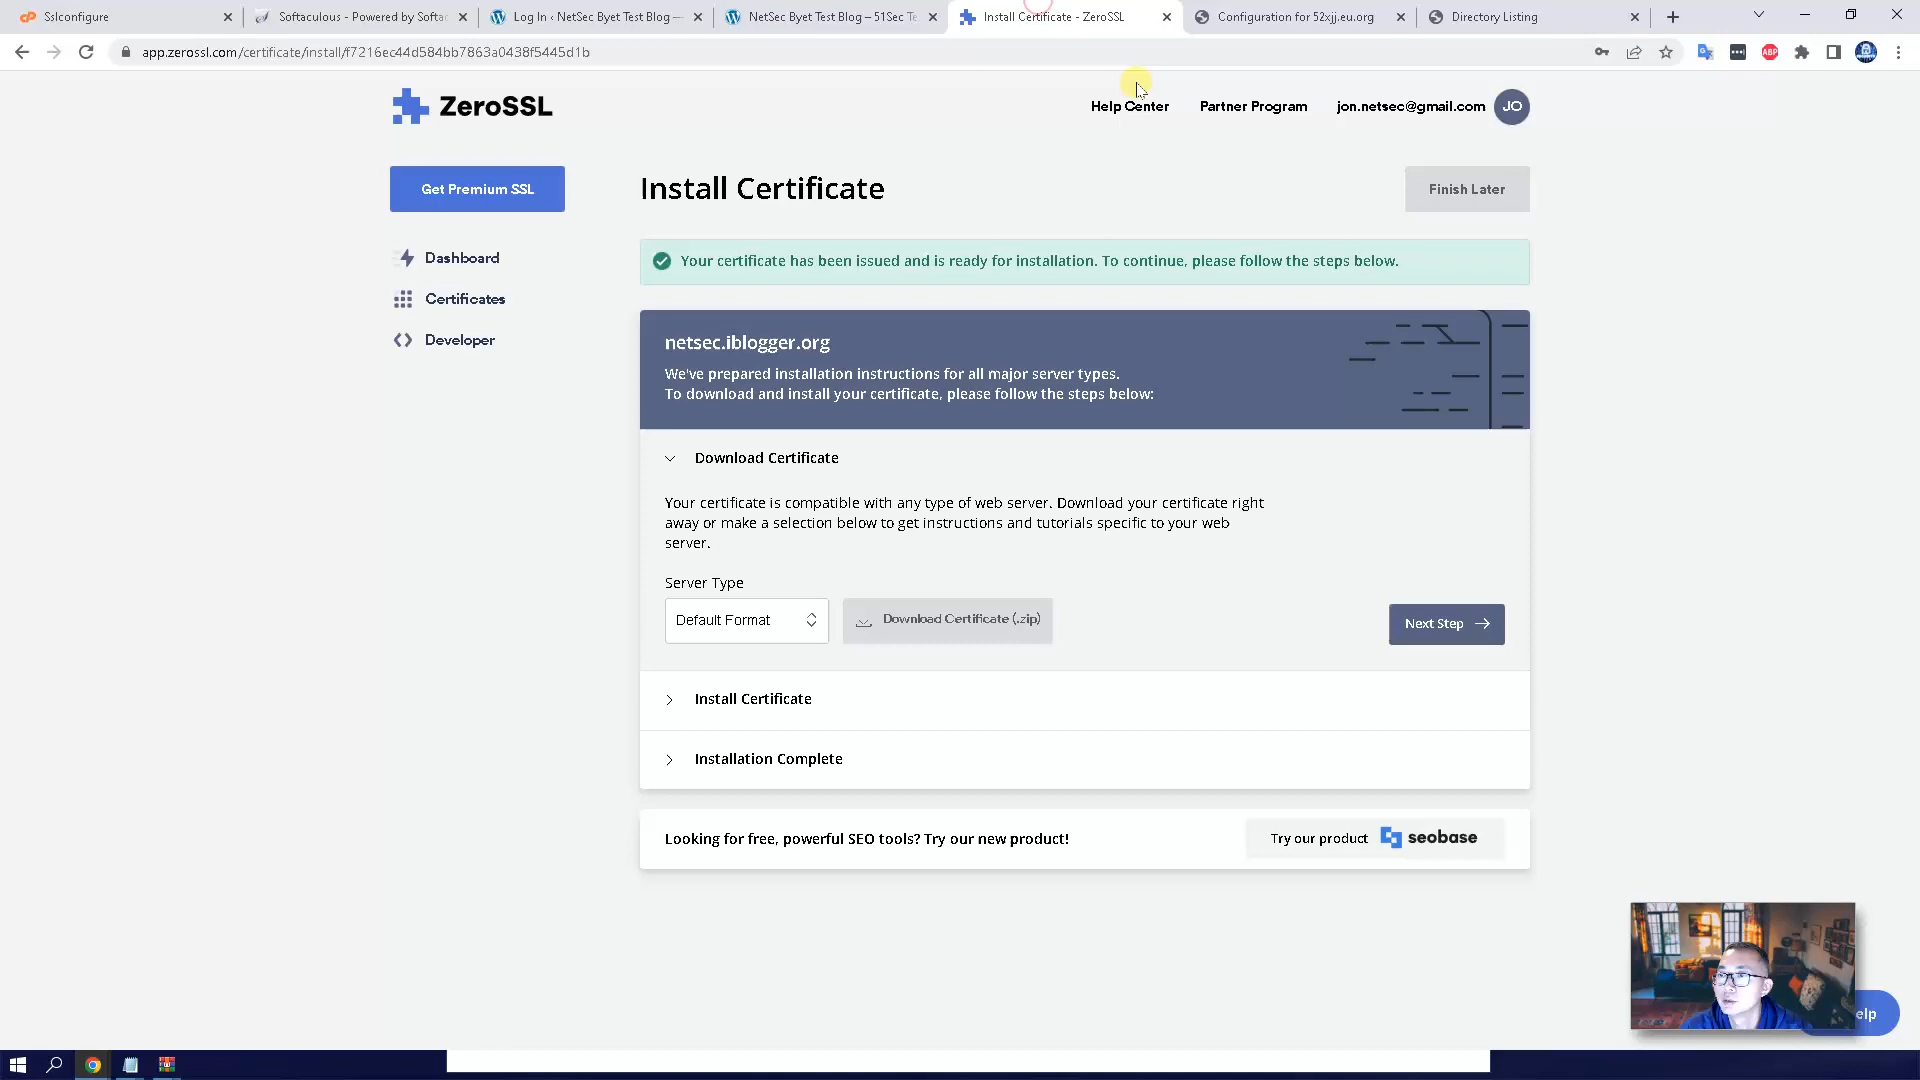 Sslconfigure
Softaculous - Powered by Softac
Log In ‹ NetSec Byet Test Blog —
NetSec Byet Test Blog – 51Sec Te
Install Certificate - ZeroSSL
Configuration for 52xjj.eu.org
Directory Listing
app.zerossl.com/certificate/install/f7216ec44d584bb7863a0438f5445d1b
ABP
ZeroSSL
Help Center
Partner Program
jon.netsec@gmail.com
JO
Get Premium SSL
Install Certificate
Finish Later
Dashboard
Certificates
Developer
Your certificate has been issued and is ready for installation. To continue, please follow the steps below.
netsec.iblogger.org
We've prepared installation instructions for all major server types.
To download and install your certificate, please follow the steps below:
Download Certificate
Your certificate is compatible with any type of web server. Download your certificate right
away or make a selection below to get instructions and tutorials specific to your web
server.
Server Type
Default Format
Download Certificate (.zip)
Next Step
Install Certificate
Installation Complete
Looking for free, powerful SEO tools? Try our new product!
Try our product
seobase
elp